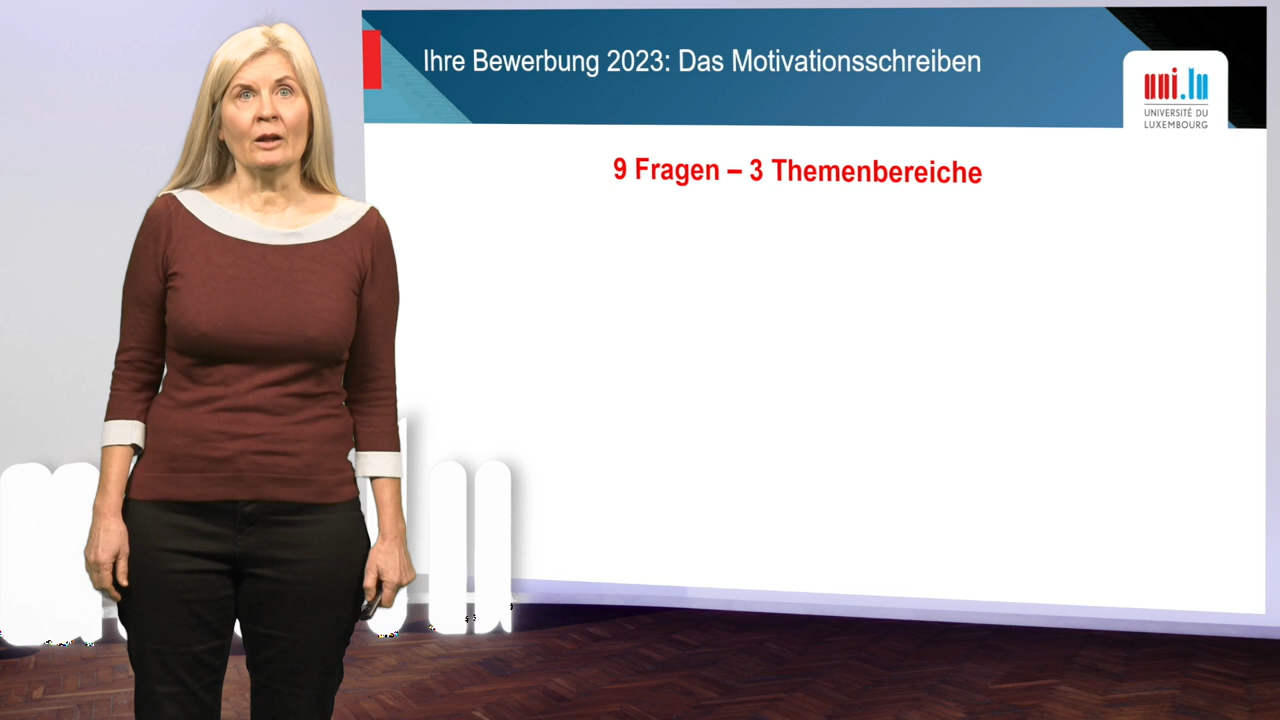 Ihre Bewerbung 2023: Das Motivationsschreiben
uni.lu
UNIVERSITÉ DU
LUXEMBOURG
9 Fragen – 3 Themenbereiche